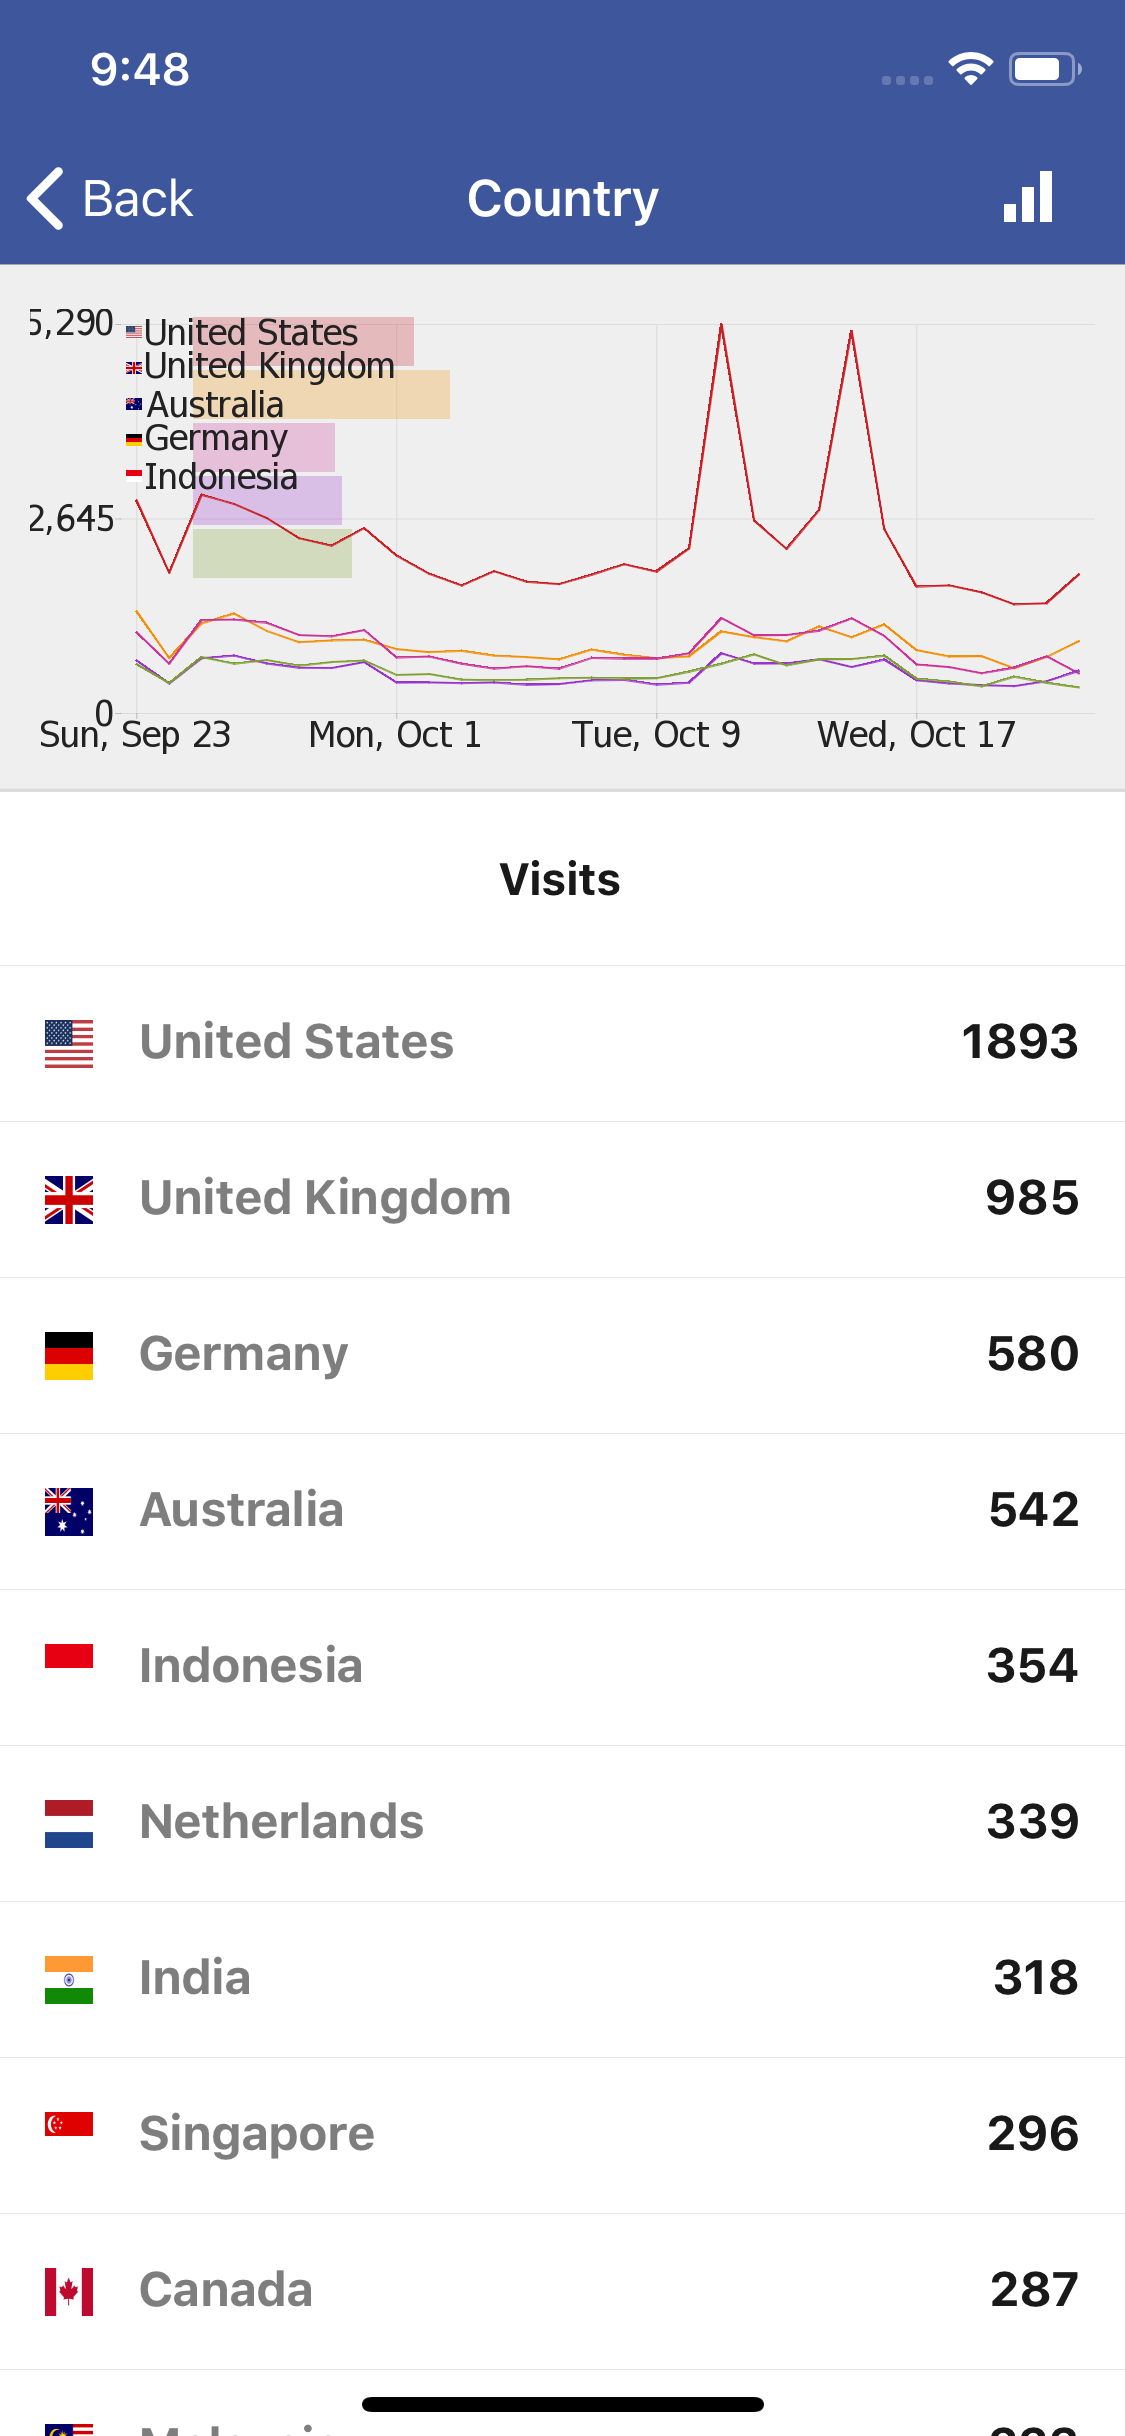 9:48
Back
Country
5,290
United States
United Kingdom
Australia
Germany
Indonesia
2,645
0
Sun, Sep 23
Mon, Oct 1
Tue, Oct 9
Wed, Oct 17
Visits
United States 1893
United Kingdom 985
Germany 580
Australia 542
Indonesia 354
Netherlands 339
India 318
Singapore 296
Canada 287